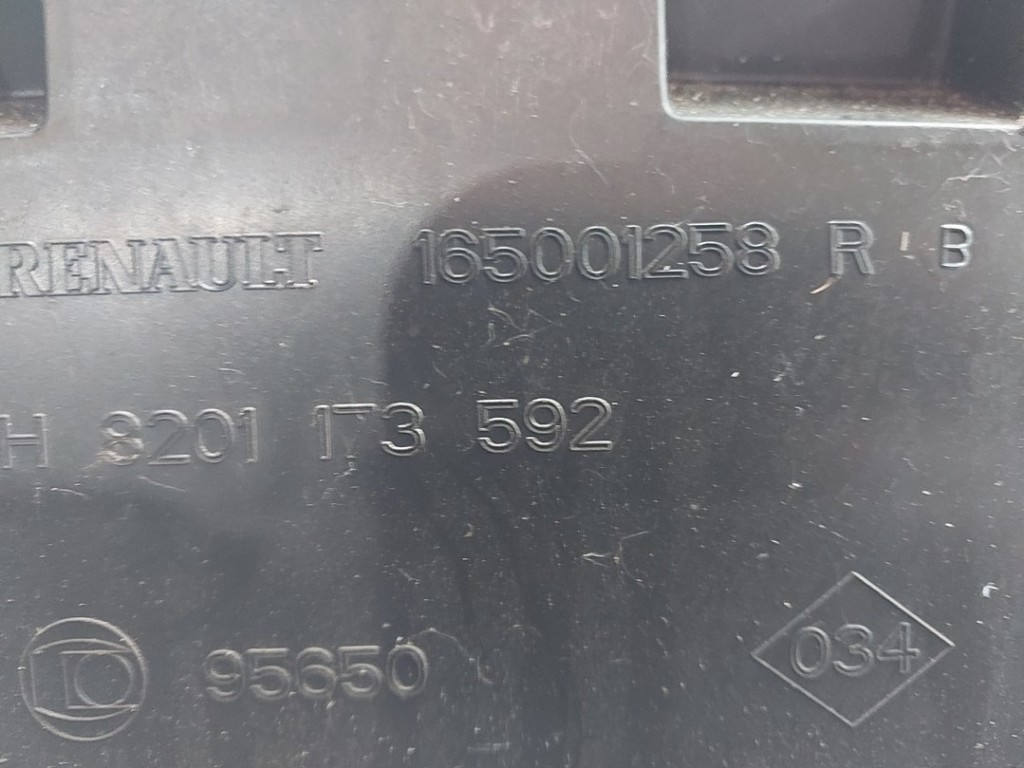 RENAULT 165001258 R - B
H 8201 173 592
95650 034